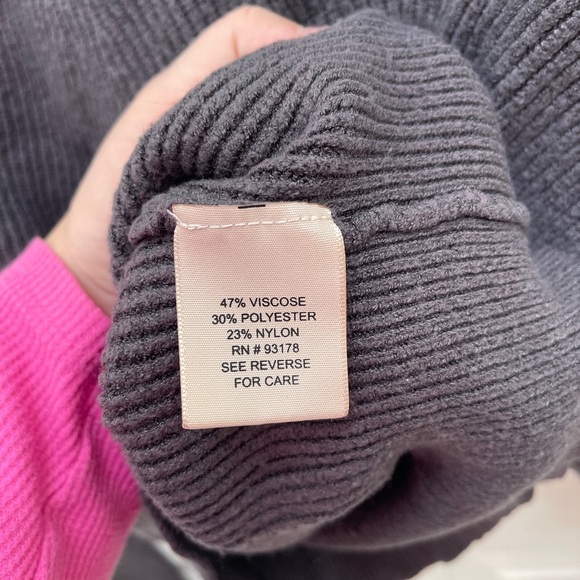 47% VISCOSE
30% POLYESTER
23% NYLON
RN # 93178
SEE REVERSE
FOR CARE